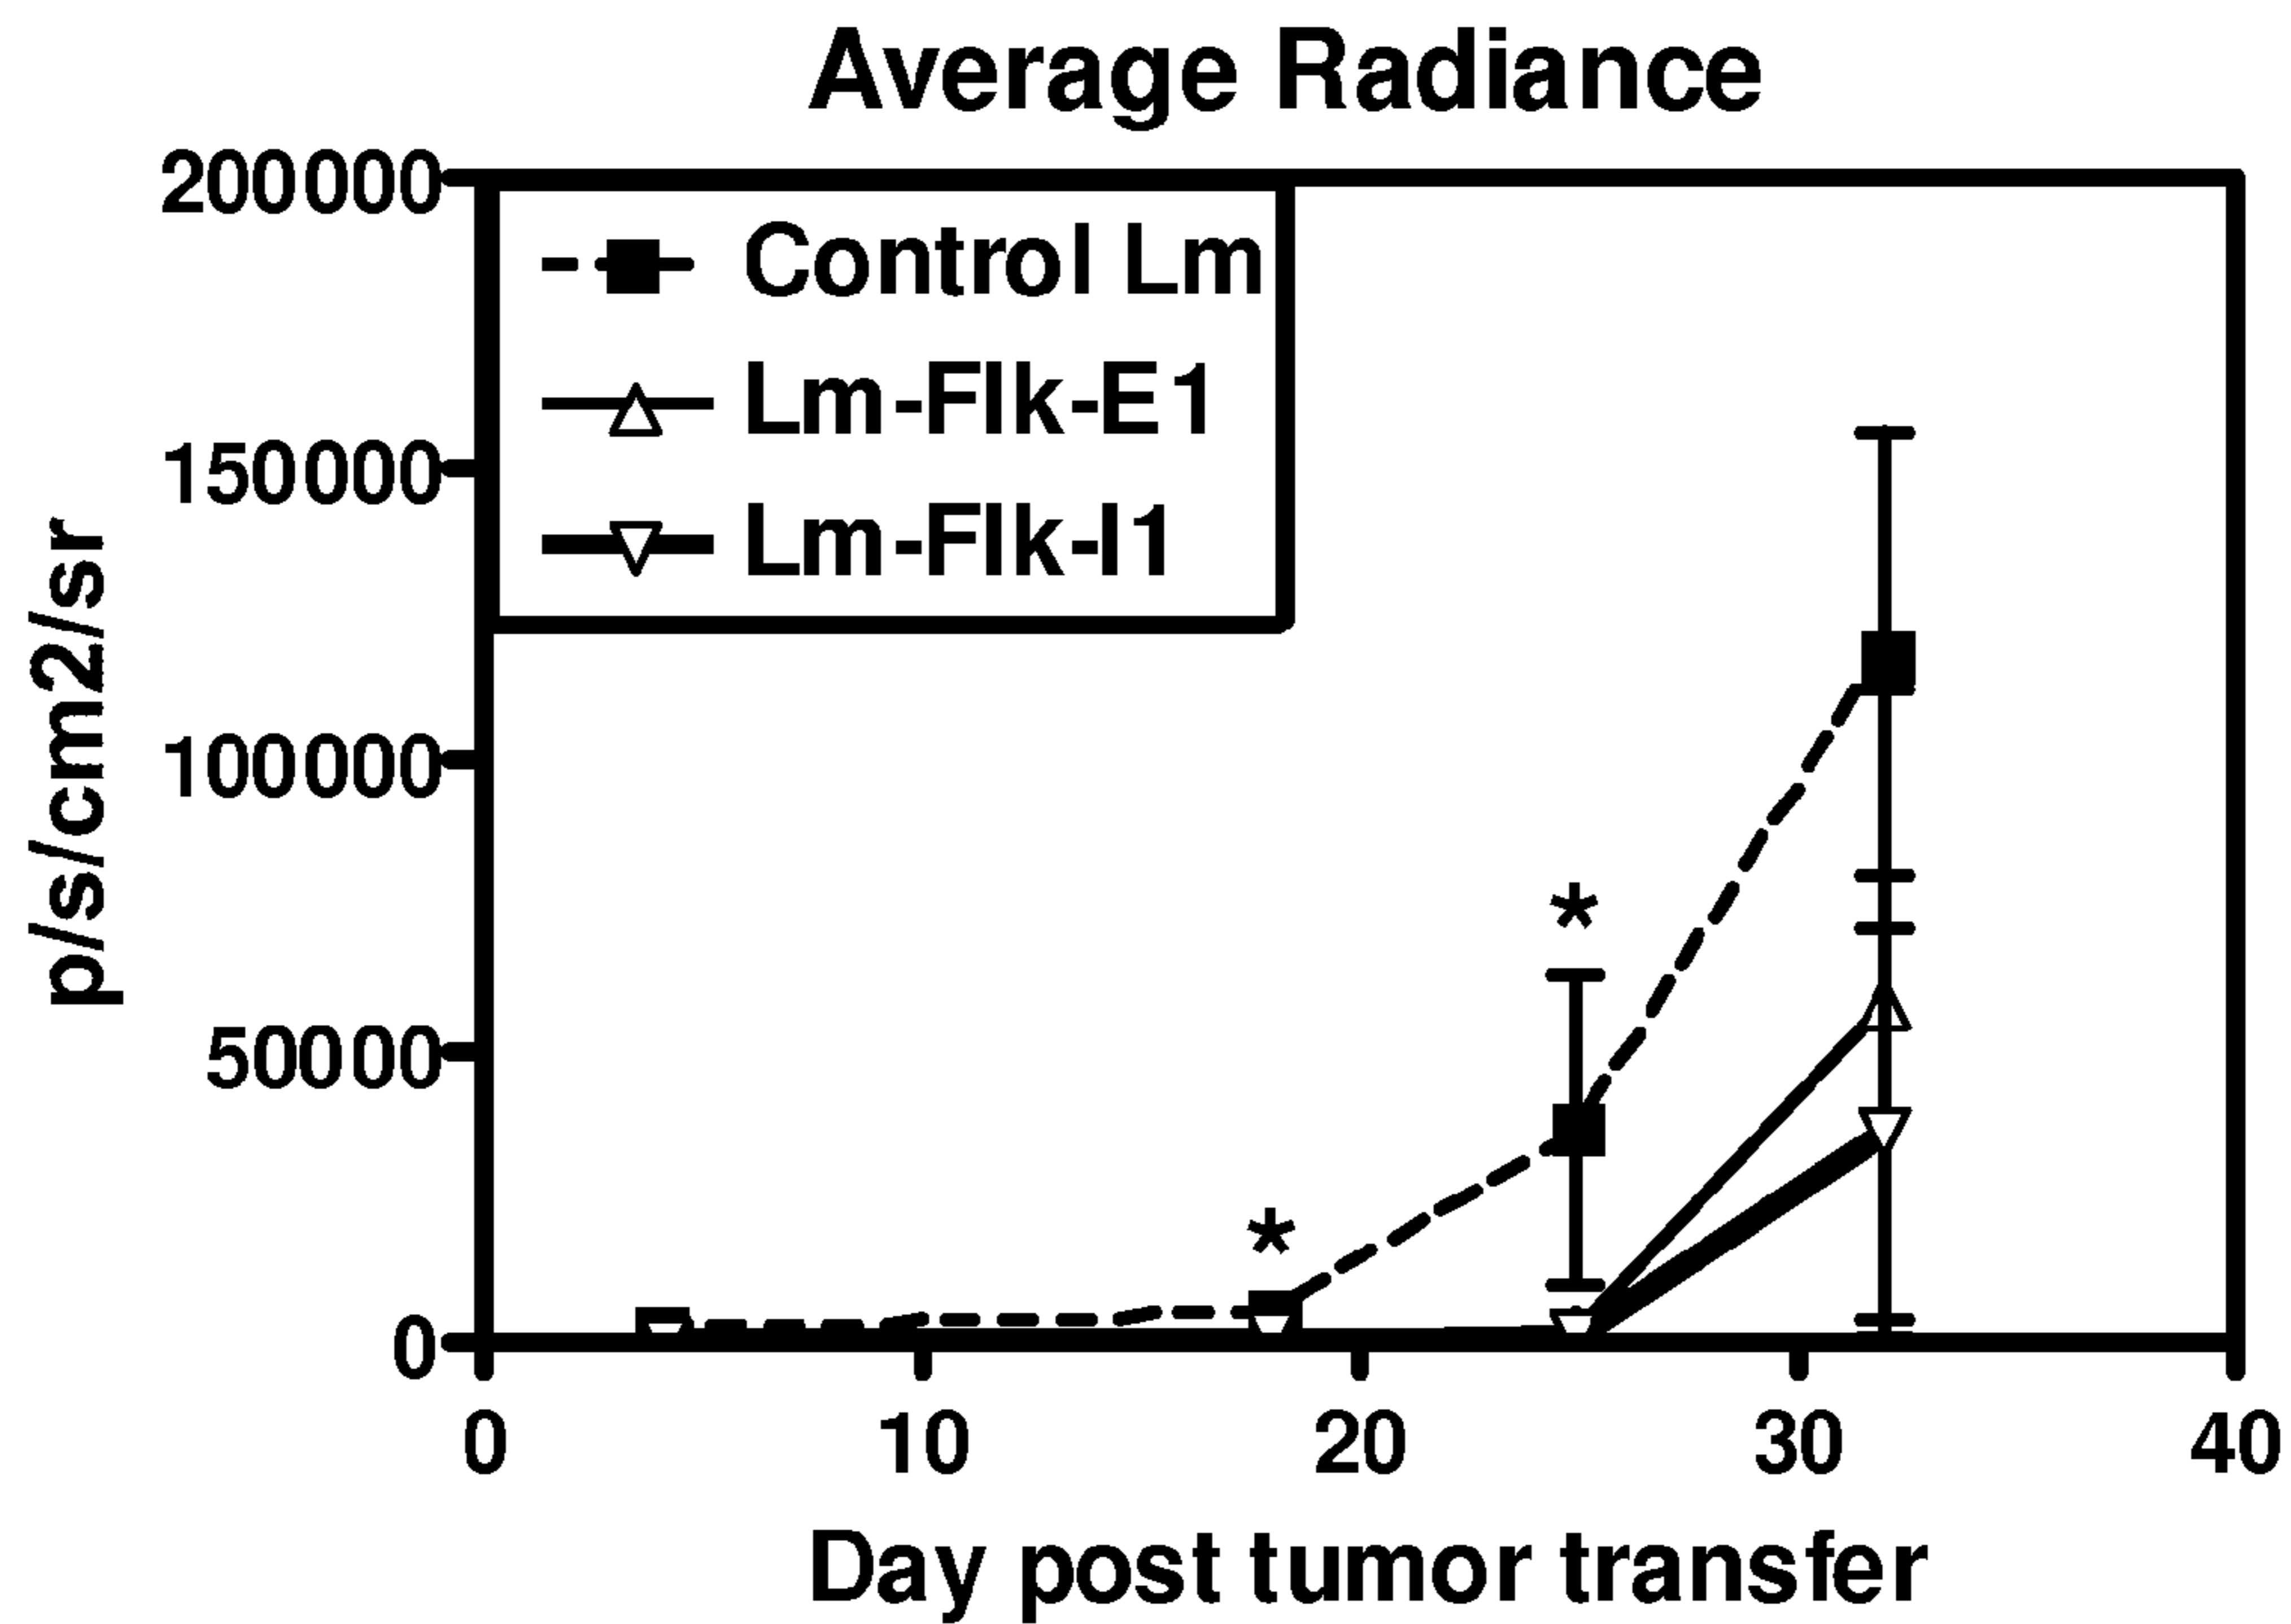 Average Radiance
200000
150000
100000
50000
0
p/s/cm2/sr
Control Lm
Lm-Flk-E1
Lm-Flk-I1
*
*
0 10 20 30 40
Day post tumor transfer